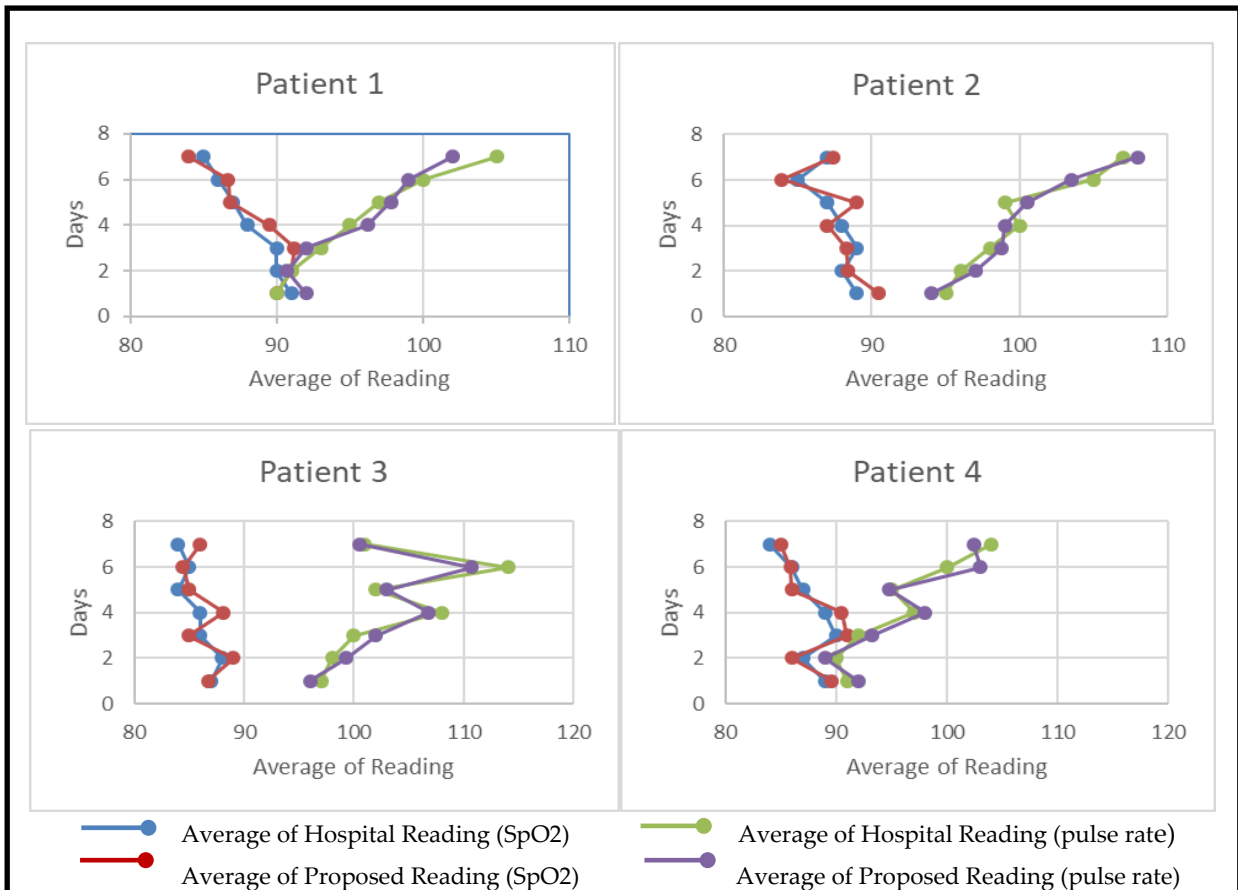 Patient 1
8
6
4
2
0
Days
80 90 100 110
Average of Reading
Patient 2
8
6
4
2
0
Days
80 90 100 110
Average of Reading
Patient 3
8
6
4
2
0
Days
80 90 100 110 120
Average of Reading
Patient 4
8
6
4
2
0
Days
80 90 100 110 120
Average of Reading
Average of Hospital Reading (SpO2)
Average of Hospital Reading (pulse rate)
Average of Proposed Reading (SpO2)
Average of Proposed Reading (pulse rate)